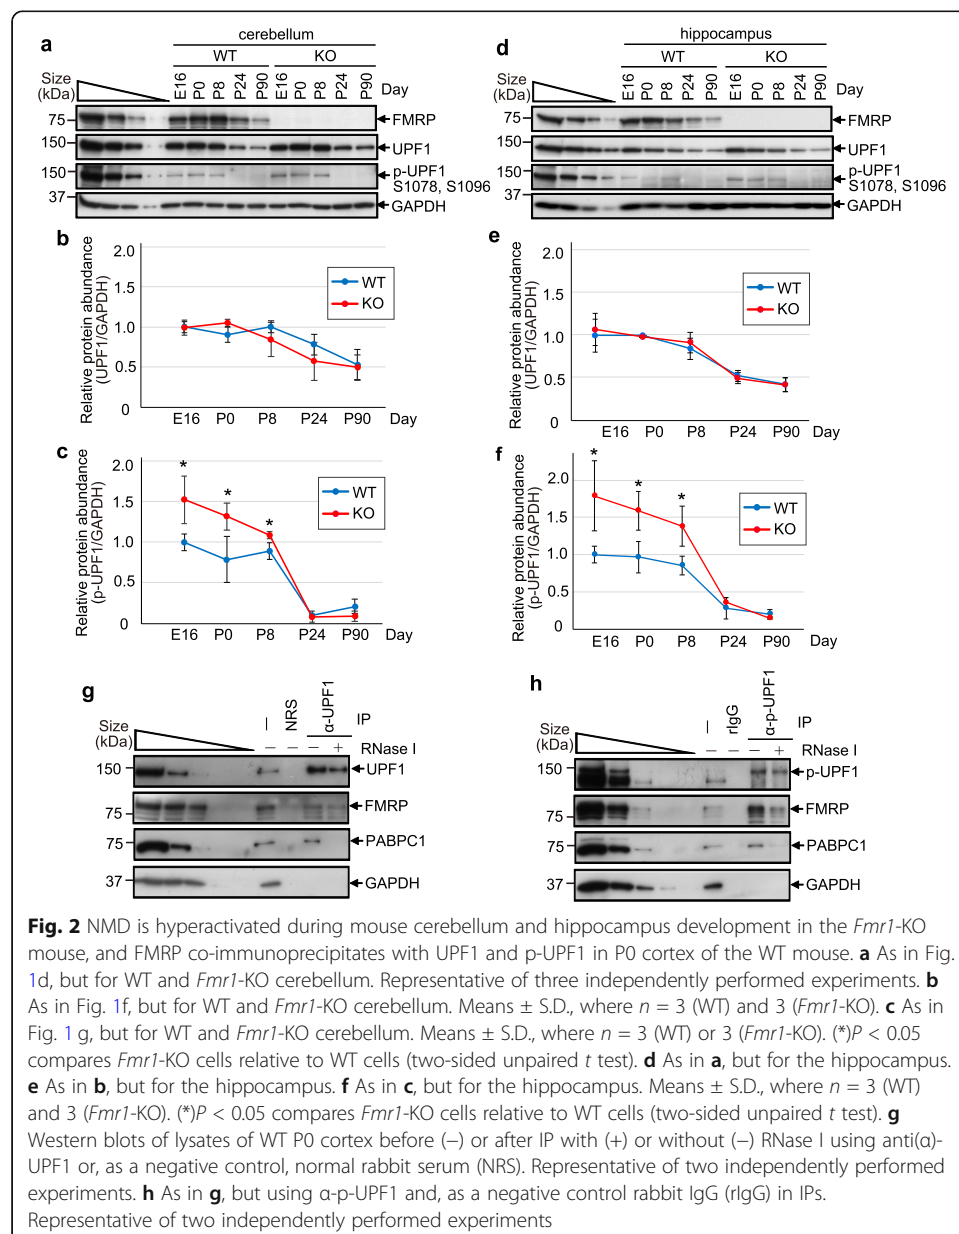 a
cerebellum
WT KO
Size
(kDa)
E16 P0 P8 P24 P90 E16 P0 P8 P24 P90 Day
75 FMRP
150 UPF1
150 p-UPF1
S1078, S1096
37 GAPDH
d
hippocampus
WT KO
Size
(kDa)
E16 P0 P8 P24 P90 E16 P0 P8 P24 P90 Day
75 FMRP
150 UPF1
150 p-UPF1
S1078, S1096
37 GAPDH
b
Relative protein abundance
(UPF1/GAPDH)
2.0
1.5
1.0
0.5
0
WT
KO
E16 P0 P8 P24 P90 Day
e
Relative protein abundance
(UPF1/GAPDH)
2.0
1.5
1.0
0.5
0
WT
KO
E16 P0 P8 P24 P90 Day
c
Relative protein abundance
(p-UPF1/GAPDH)
2.0
1.5
1.0
0.5
0
* * *
WT
KO
E16 P0 P8 P24 P90 Day
f
Relative protein abundance
(p-UPF1/GAPDH)
2.0
1.5
1.0
0.5
0
* * *
WT
KO
E16 P0 P8 P24 P90 Day
g
Size
(kDa)
– NRS α-UPF1 IP
– – – + RNase I
150 UPF1
75 FMRP
75 PABPC1
37 GAPDH
h
Size
(kDa)
– rIgG α-p-UPF1 IP
– – – + RNase I
150 p-UPF1
75 FMRP
75 PABPC1
37 GAPDH
Fig. 2 NMD is hyperactivated during mouse cerebellum and hippocampus development in the Fmr1-KO
mouse, and FMRP co-immunoprecipitates with UPF1 and p-UPF1 in P0 cortex of the WT mouse. a As in Fig.
1d, but for WT and Fmr1-KO cerebellum. Representative of three independently performed experiments. b
As in Fig. 1f, but for WT and Fmr1-KO cerebellum. Means ± S.D., where n = 3 (WT) and 3 (Fmr1-KO). c As in
Fig. 1 g, but for WT and Fmr1-KO cerebellum. Means ± S.D., where n = 3 (WT) or 3 (Fmr1-KO). (*)P < 0.05
compares Fmr1-KO cells relative to WT cells (two-sided unpaired t test). d As in a, but for the hippocampus.
e As in b, but for the hippocampus. f As in c, but for the hippocampus. Means ± S.D., where n = 3 (WT)
and 3 (Fmr1-KO). (*)P < 0.05 compares Fmr1-KO cells relative to WT cells (two-sided unpaired t test). g
Western blots of lysates of WT P0 cortex before (−) or after IP with (+) or without (−) RNase I using anti(α)-
UPF1 or, as a negative control, normal rabbit serum (NRS). Representative of two independently performed
experiments. h As in g, but using α-p-UPF1 and, as a negative control rabbit IgG (rIgG) in IPs.
Representative of two independently performed experiments